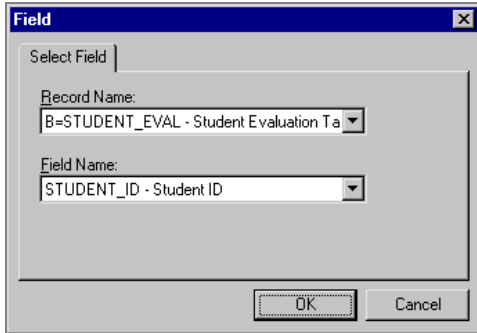 Field
Select Field
Record Name:
B=STUDENT_EVAL - Student Evaluation Ta
Field Name:
STUDENT_ID - Student ID
OK Cancel